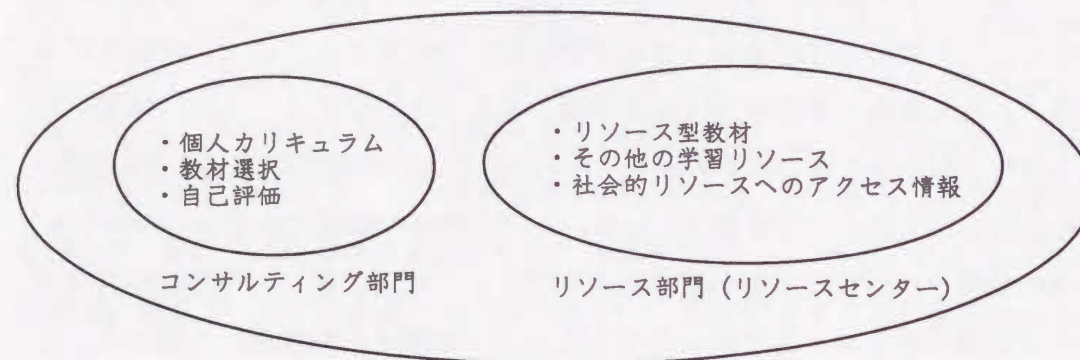 ・個人カリキュラム
・教材選択
・自己評価
コンサルティング部門
・リソース型教材
・その他の学習リソース
・社会的リソースへのアクセス情報
リソース部門（リソースセンター）